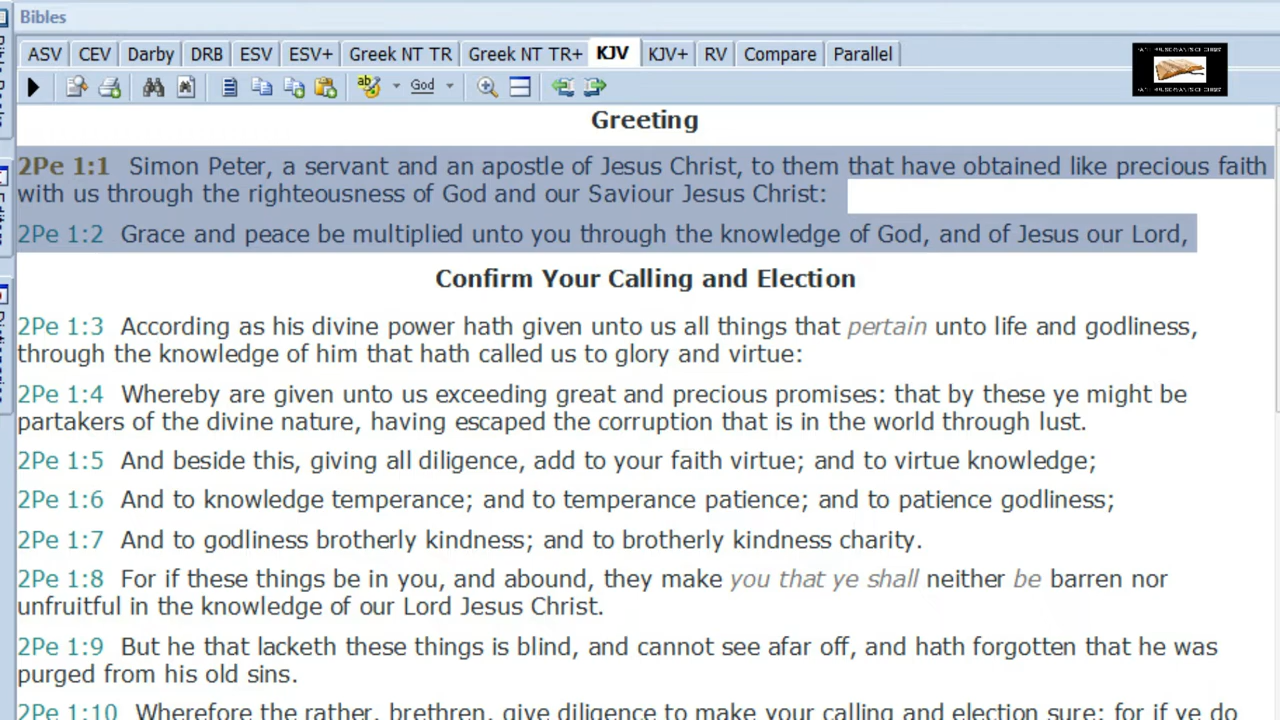 Bibles
ASV CEV Darby DRB ESV ESV+ Greek NT TR Greek NT TR+ KJV KJV+ RV Compare Parallel
God
Greeting
2Pe 1:1 Simon Peter, a servant and an apostle of Jesus Christ, to them that have obtained like precious faith
with us through the righteousness of God and our Saviour Jesus Christ:
2Pe 1:2 Grace and peace be multiplied unto you through the knowledge of God, and of Jesus our Lord,
Confirm Your Calling and Election
2Pe 1:3 According as his divine power hath given unto us all things that pertain unto life and godliness,
through the knowledge of him that hath called us to glory and virtue:
2Pe 1:4 Whereby are given unto us exceeding great and precious promises: that by these ye might be
partakers of the divine nature, having escaped the corruption that is in the world through lust.
2Pe 1:5 And beside this, giving all diligence, add to your faith virtue; and to virtue knowledge;
2Pe 1:6 And to knowledge temperance; and to temperance patience; and to patience godliness;
2Pe 1:7 And to godliness brotherly kindness; and to brotherly kindness charity.
2Pe 1:8 For if these things be in you, and abound, they make you that ye shall neither be barren nor
unfruitful in the knowledge of our Lord Jesus Christ.
2Pe 1:9 But he that lacketh these things is blind, and cannot see afar off, and hath forgotten that he was
purged from his old sins.
2Pe 1:10 Wherefore the rather, brethren, give diligence to make your calling and election sure: for if ye do